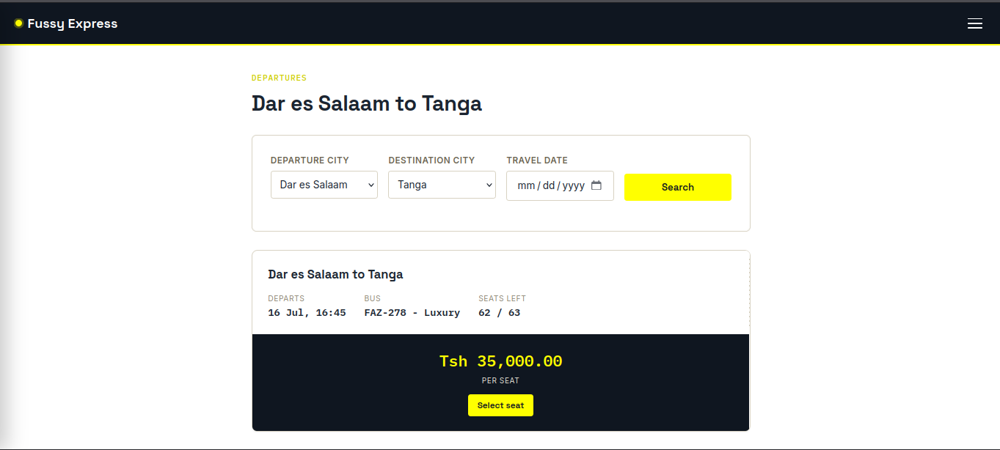 Fussy Express
DEPARTURES
Dar es Salaam to Tanga
DEPARTURE CITY DESTINATION CITY TRAVEL DATE
Dar es Salaam Tanga mm/dd/yyyy Search
Dar es Salaam to Tanga
DEPARTS BUS SEATS LEFT
16 Jul, 16:45 FAZ-278 - Luxury 62 / 63
Tsh 35,000.00
PER SEAT
Select seat